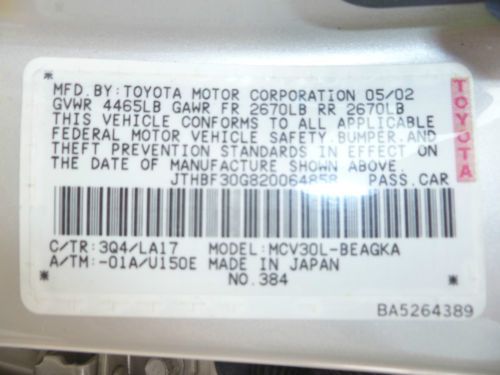 MFD.BY:TOYOTA MOTOR CORPORATION 05/02
GVWR 4465LB GAWR FR 2670LB RR 2670LB
THIS VEHICLE CONFORMS TO ALL APPLICABLE
FEDERAL MOTOR VEHICLE SAFETY,BUMPER,AND
THEFT PREVENTION STANDARDS IN EFFECT ON
THE DATE OF MANUFACTURE SHOWN ABOVE.
JTHBF30G820064858 PASS.CAR
TOYOTA
C/TR:3Q4/LA17 MODEL:MCV30L-BEAGKA
A/TM:-01A/U150E MADE IN JAPAN
NO.384
BA5264389